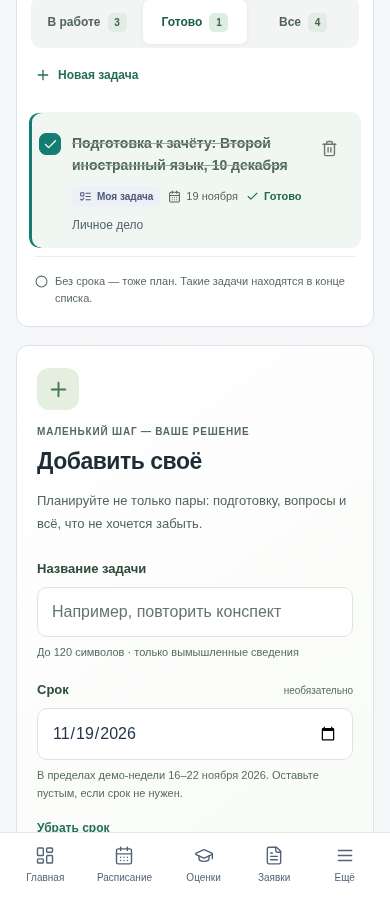 В работе 3 Готово 1 Все 4
Новая задача
Подготовка к зачёту: Второй
иностранный язык, 10 декабря
Моя задача 19 ноября Готово
Личное дело
Без срока — тоже план. Такие задачи находятся в конце
списка.
МАЛЕНЬКИЙ ШАГ — ВАШЕ РЕШЕНИЕ
Добавить своё
Планируйте не только пары: подготовку, вопросы и
всё, что не хочется забыть.
Название задачи
Например, повторить конспект
До 120 символов · только вымышленные сведения
Срок необязательно
11/19/2026
В пределах демо-недели 16–22 ноября 2026. Оставьте
пустым, если срок не нужен.
Убрать срок
Главная Расписание Оценки Заявки Ещё